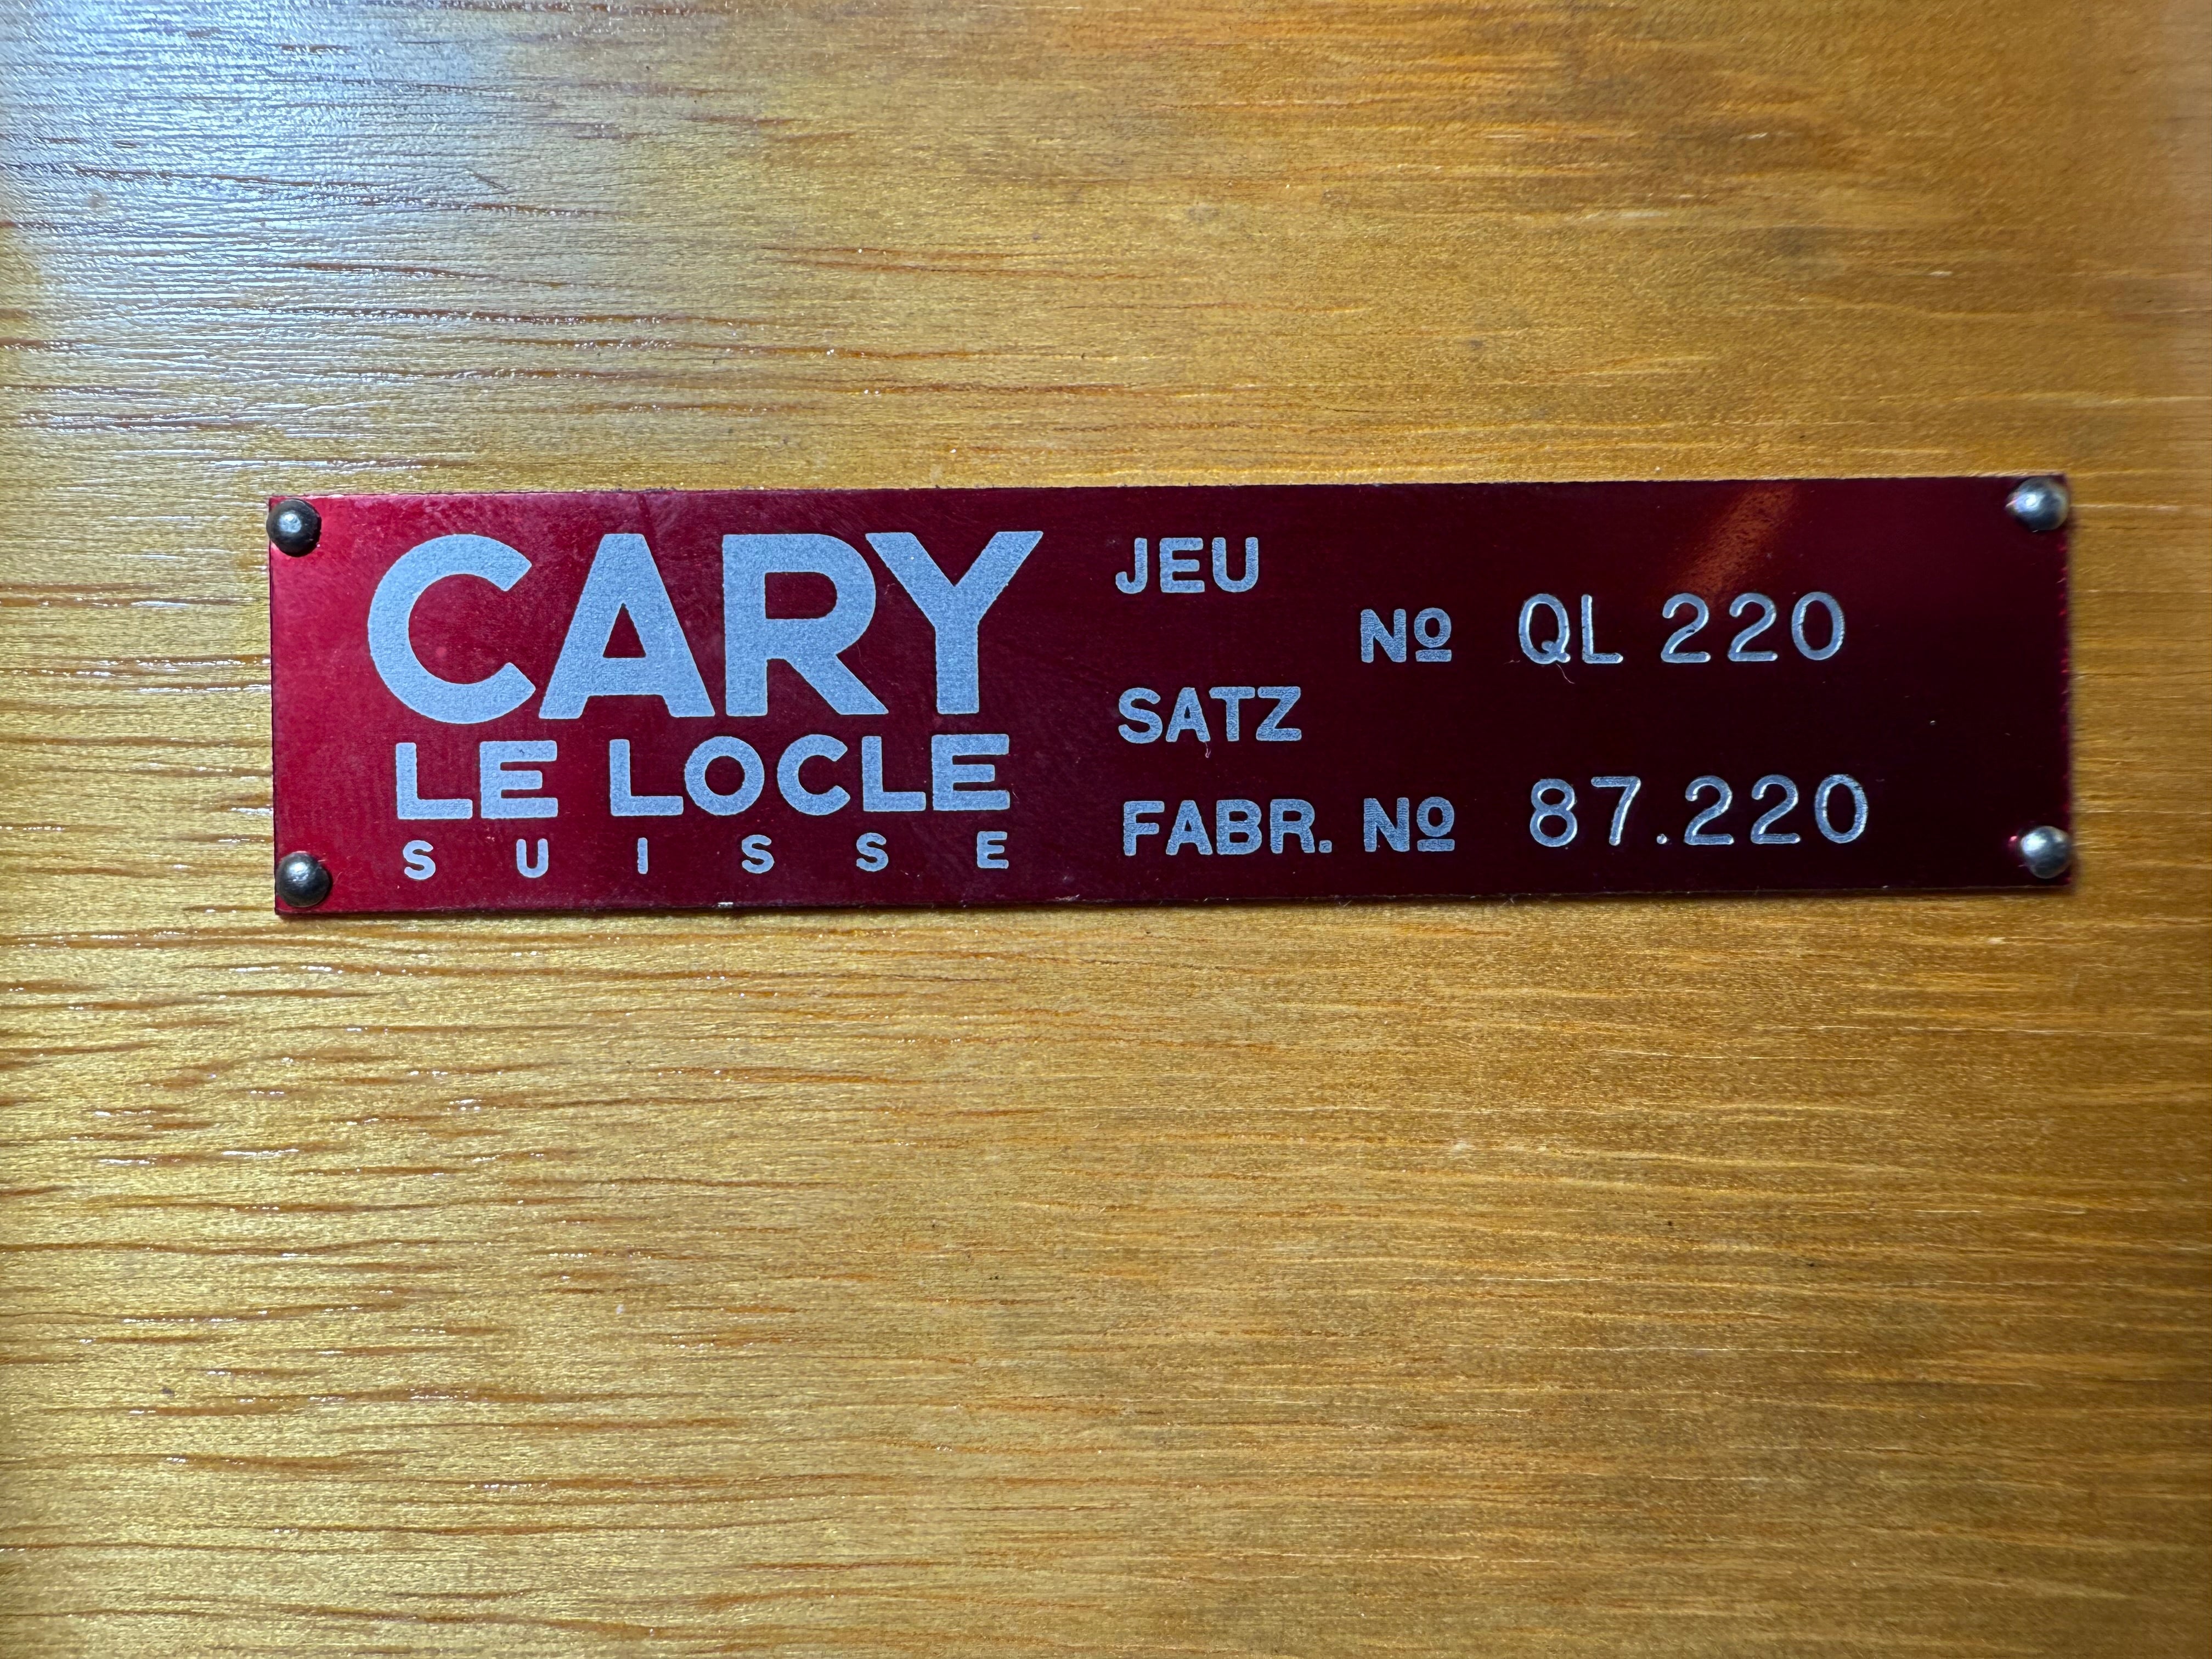 CARY
LE LOCLE
SUISSE
JEU
Nº QL 220
SATZ
FABR. Nº 87.220